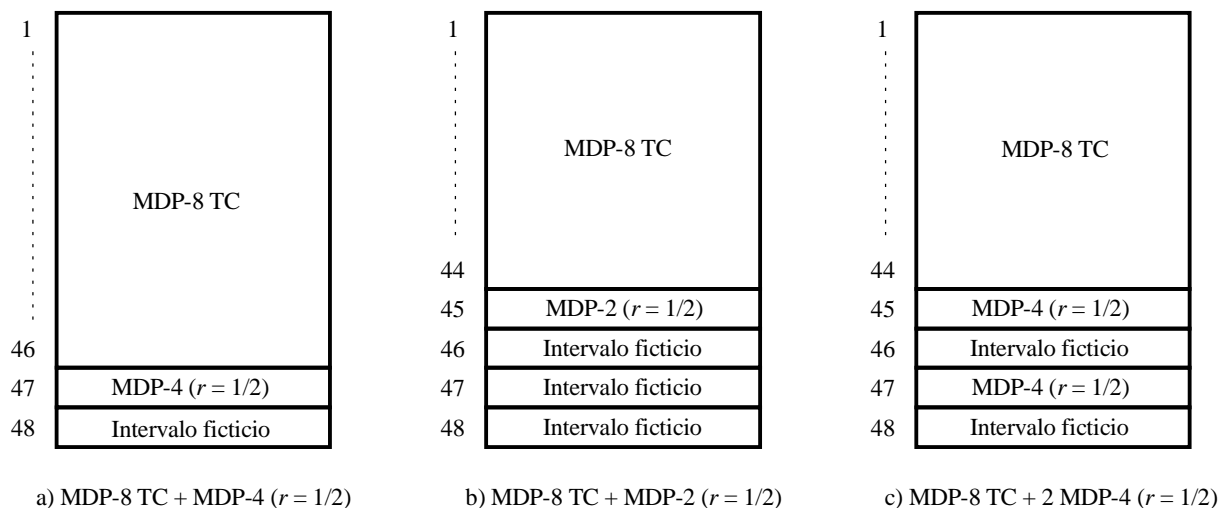 1
MDP-8 TC
46
47
MDP-4 (r = 1/2)
48
Intervalo ficticio
a) MDP-8 TC + MDP-4 (r = 1/2)
1
MDP-8 TC
44
45
MDP-2 (r = 1/2)
46
Intervalo ficticio
47
Intervalo ficticio
48
Intervalo ficticio
b) MDP-8 TC + MDP-2 (r = 1/2)
1
MDP-8 TC
44
45
MDP-4 (r = 1/2)
46
Intervalo ficticio
47
MDP-4 (r = 1/2)
48
Intervalo ficticio
c) MDP-8 TC + 2 MDP-4 (r = 1/2)